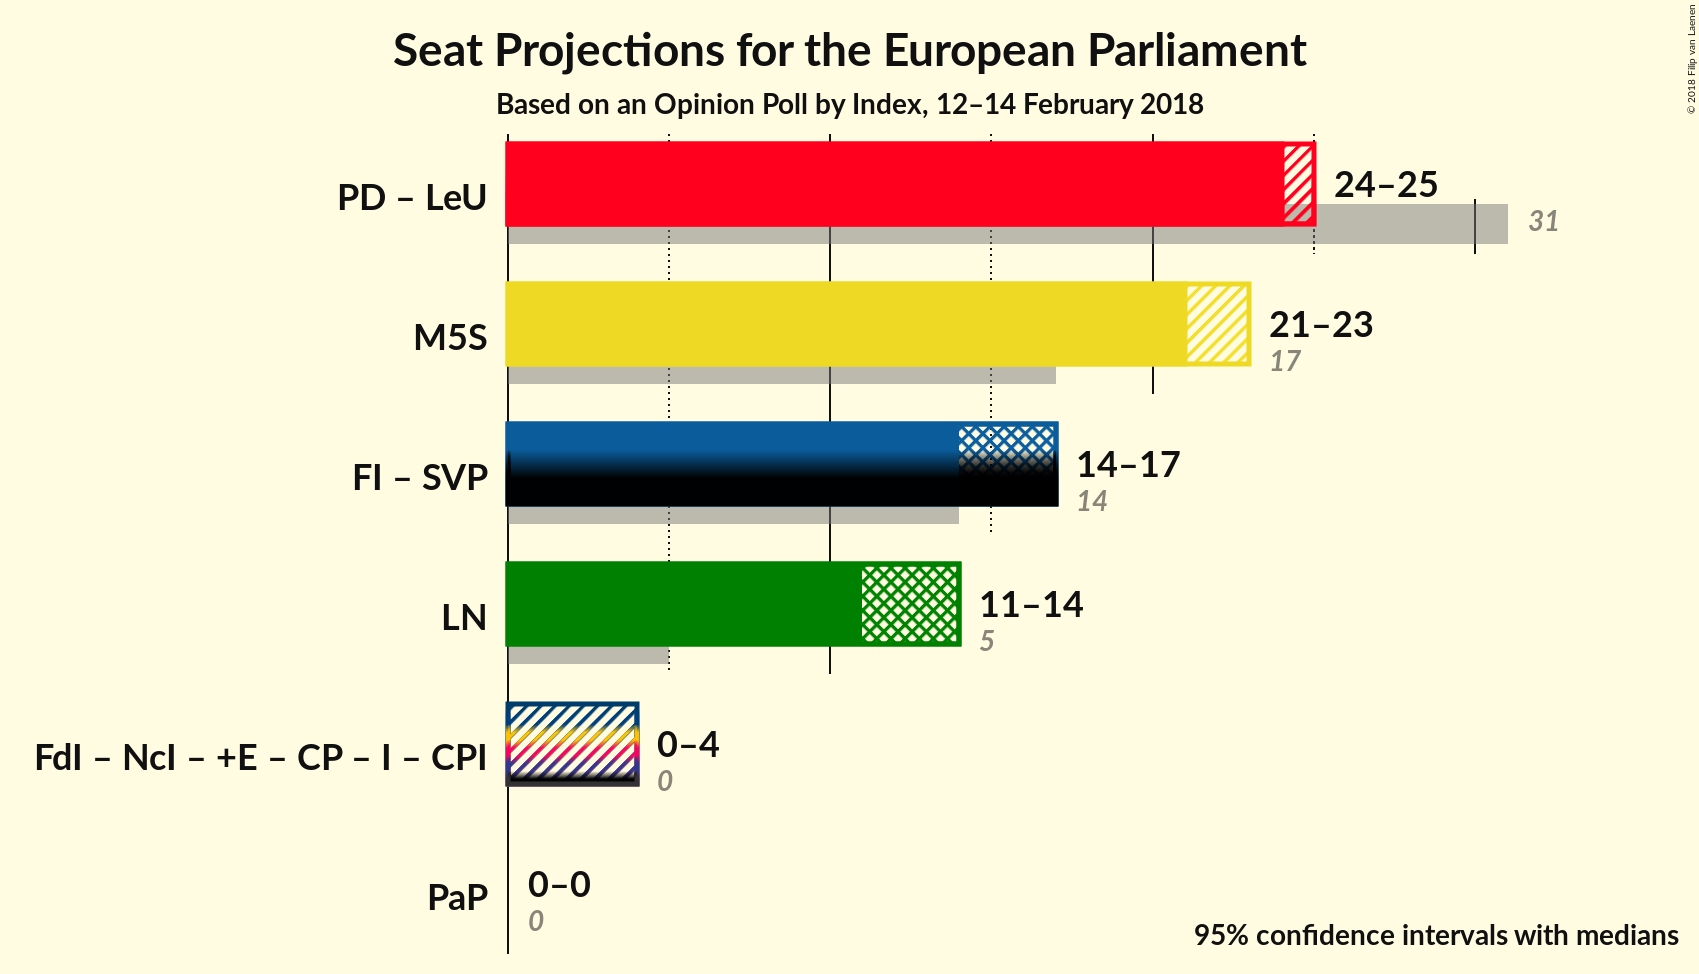 Seat Projections for the European Parliament
Based on an Opinion Poll by Index, 12–14 February 2018
© 2018 Filip van Laenen
PD – LeU
24–25
31
M5S
21–23
17
FI – SVP
14–17
14
LN
11–14
5
FdI – NcI – +E – CP – I – CPI
0–4
0
PaP
0–0
0
95% confidence intervals with medians